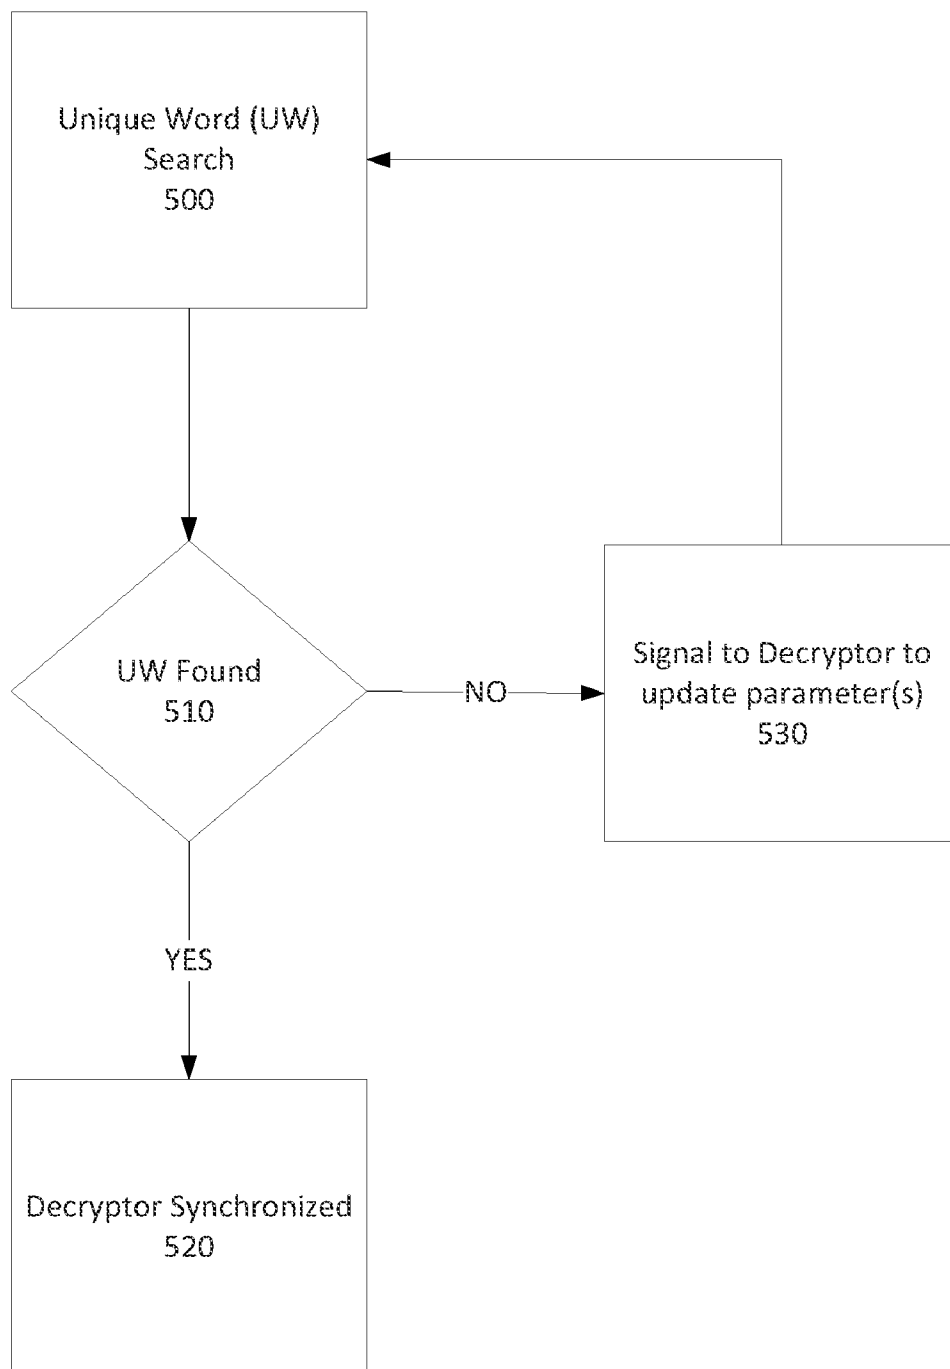 Unique Word (UW)
Search
500
UW Found
510
NO
Signal to Decryptor to
update parameter(s)
530
YES
Decryptor Synchronized
520